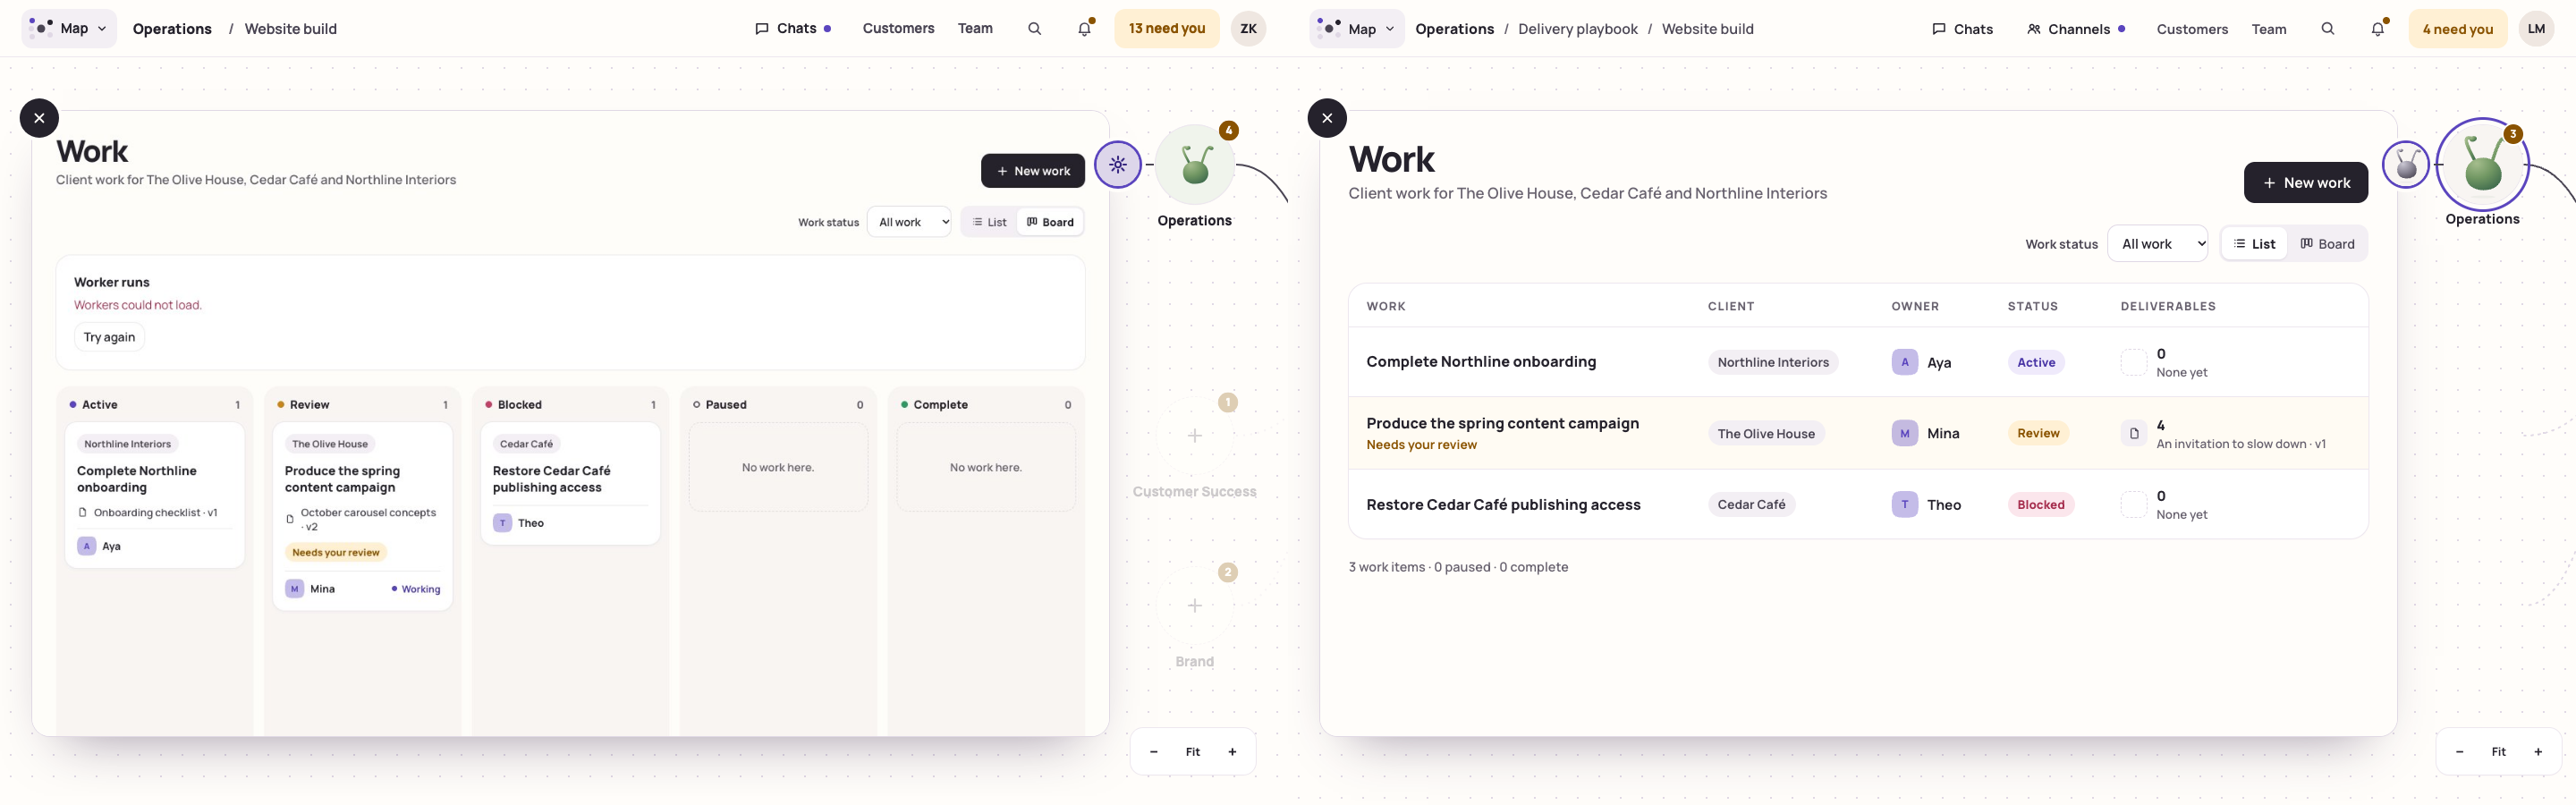 Map
Operations / Website build
Chats
Customers
Team
13 need you
ZK
Work
Client work for The Olive House, Cedar Café and Northline Interiors
+ New work
Work status
All work
List
Board
Worker runs
Workers could not load.
Try again
Active 1
Northline Interiors
Complete Northline
onboarding
Onboarding checklist · v1
A Aya
Review 1
The Olive House
Produce the spring
content campaign
October carousel concepts
· v2
Needs your review
M Mina
Working
Blocked 1
Cedar Café
Restore Cedar Café
publishing access
T Theo
Paused 0
No work here.
Complete 0
No work here.
4
Operations
1
+
Customer Success
2
+
Brand
− Fit +
Map
Operations / Delivery playbook / Website build
Chats
Channels
Customers
Team
4 need you
LM
Work
Client work for The Olive House, Cedar Café and Northline Interiors
+ New work
Work status
All work
List
Board
WORK CLIENT OWNER STATUS DELIVERABLES
Complete Northline onboarding
Northline Interiors
A Aya
Active
0
None yet
Produce the spring content campaign
Needs your review
The Olive House
M Mina
Review
4
An invitation to slow down · v1
Restore Cedar Café publishing access
Cedar Café
T Theo
Blocked
0
None yet
3 work items · 0 paused · 0 complete
3
Operations
− Fit +